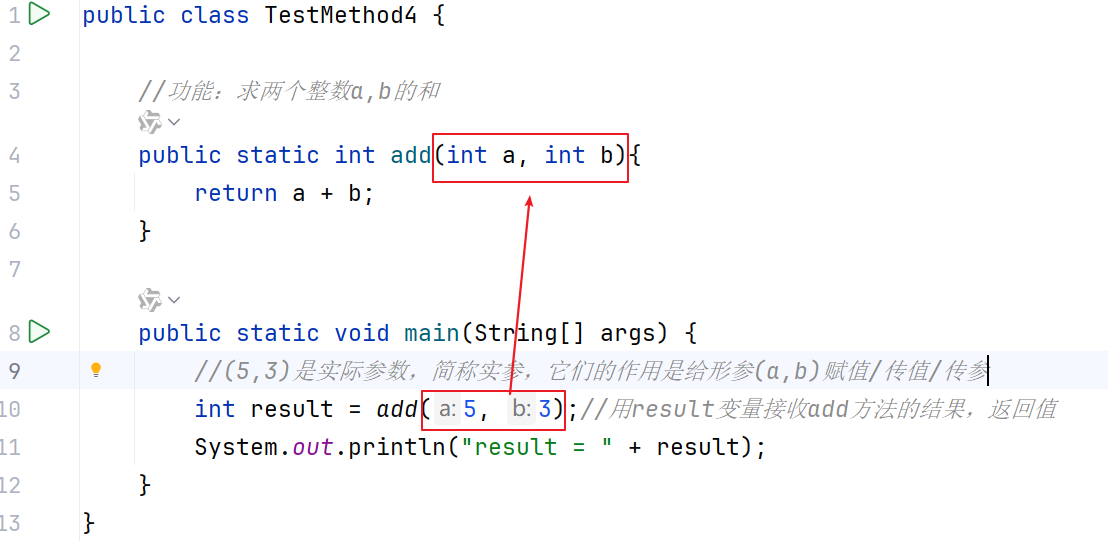 1 public class TestMethod4 {
2
3 //功能：求两个整数a,b的和
4 public static int add(int a, int b){
5 return a + b;
6 }
7
8 public static void main(String[] args) {
9 //(5,3)是实际参数，简称实参，它们的作用是给形参(a,b)赋值/传值/传参
10 int result = add( a: 5, b: 3);//用result变量接收add方法的结果，返回值
11 System.out.println("result = " + result);
12 }
13 }